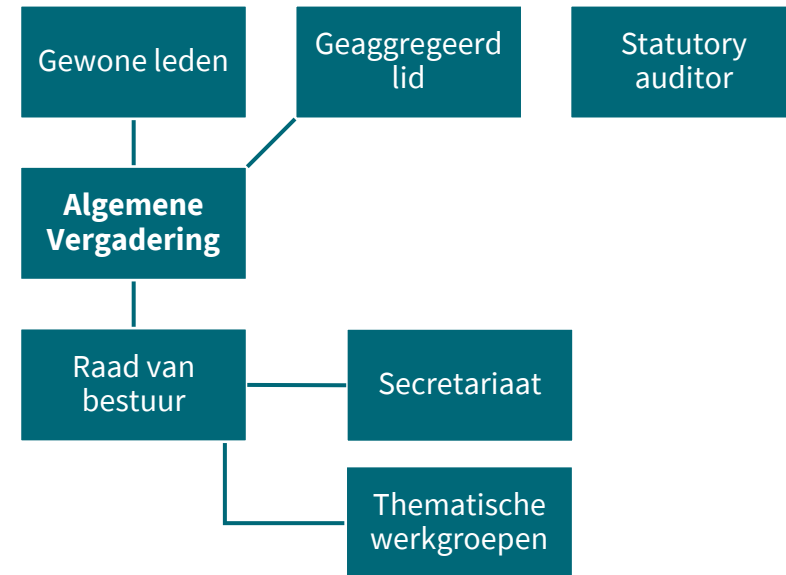 Gewone leden
Geaggregeerd
lid
Statutory
auditor
Algemene
Vergadering
Raad van
bestuur
Secretariaat
Thematische
werkgroepen